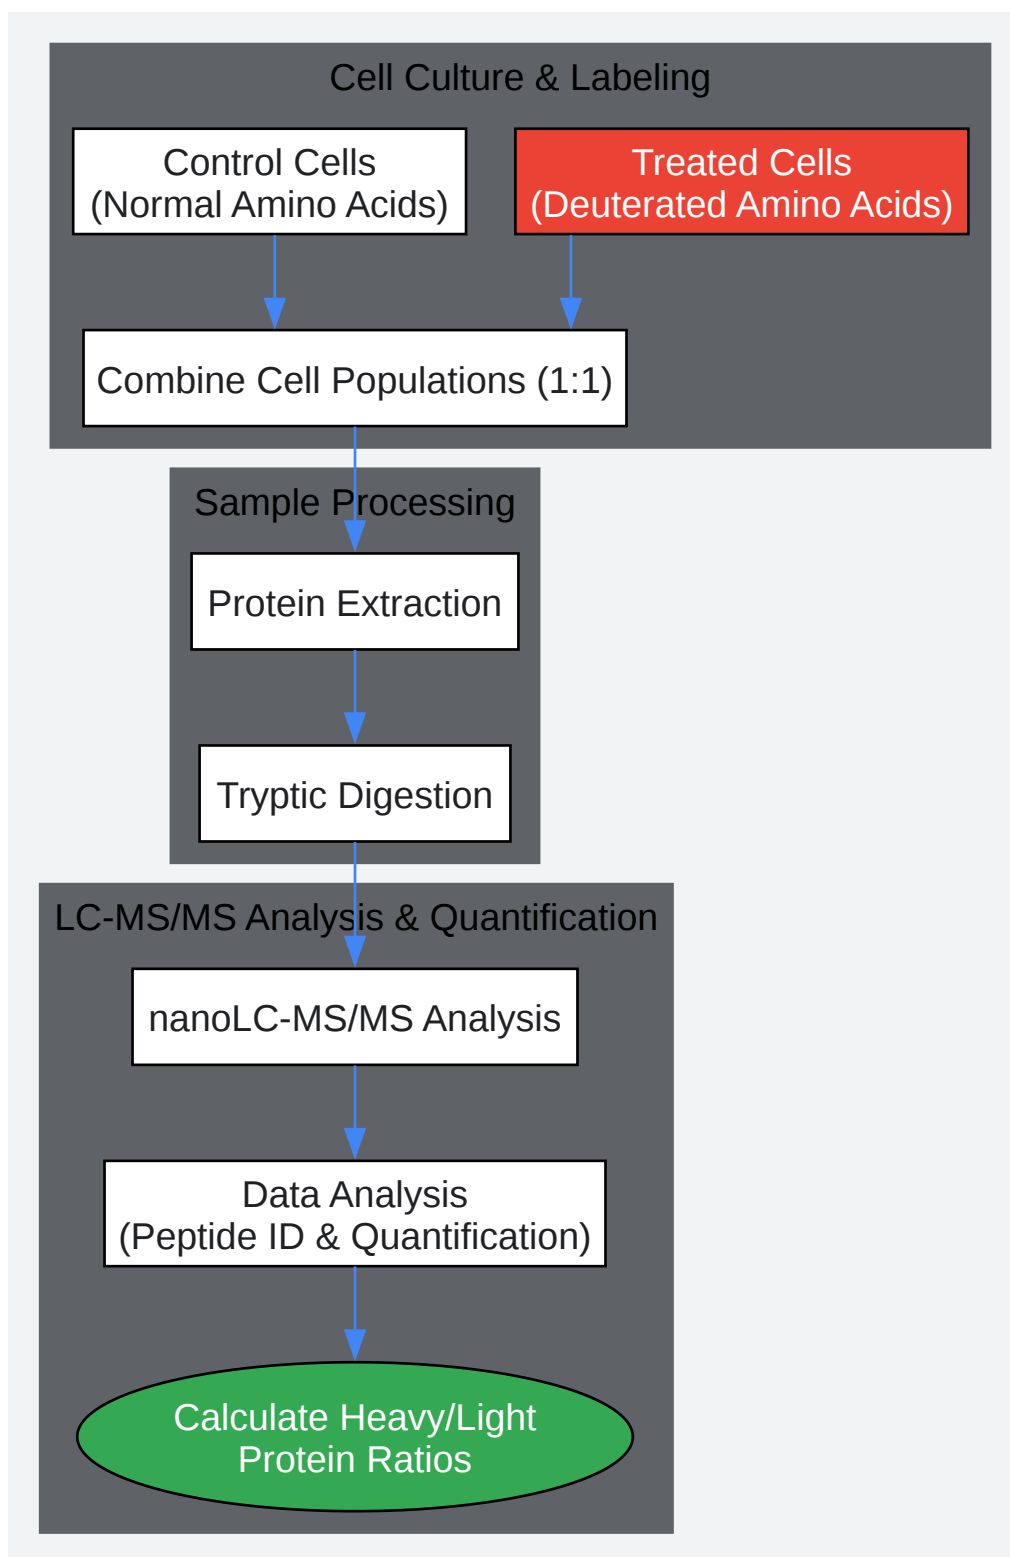 Cell Culture & Labeling
Control Cells
(Normal Amino Acids)
Treated Cells
(Deuterated Amino Acids)
Combine Cell Populations (1:1)
Sample Processing
Protein Extraction
Tryptic Digestion
LC-MS/MS Analysis & Quantification
nanoLC-MS/MS Analysis
Data Analysis
(Peptide ID & Quantification)
Calculate Heavy/Light
Protein Ratios